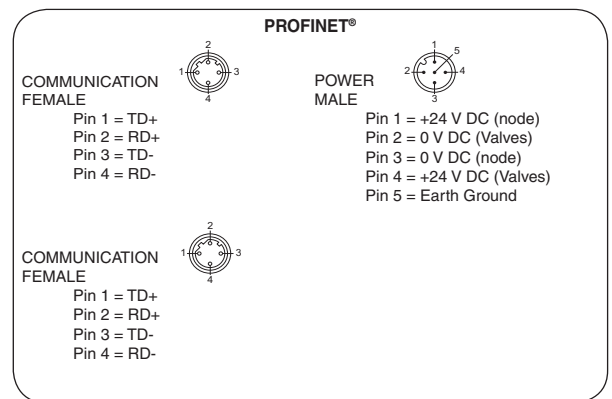 PROFINET®
2
1 3
4
COMMUNICATION
FEMALE
Pin 1 = TD+
Pin 2 = RD+
Pin 3 = TD-
Pin 4 = RD-
1
5
2 4
3
POWER
MALE
Pin 1 = +24 V DC (node)
Pin 2 = 0 V DC (Valves)
Pin 3 = 0 V DC (node)
Pin 4 = +24 V DC (Valves)
Pin 5 = Earth Ground
2
1 3
4
COMMUNICATION
FEMALE
Pin 1 = TD+
Pin 2 = RD+
Pin 3 = TD-
Pin 4 = RD-